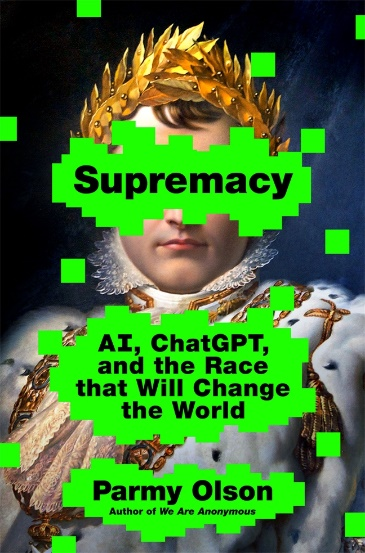 Supremacy
AI, ChatGPT,
and the Race
that Will Change
the World
Parmy Olson
Author of We Are Anonymous